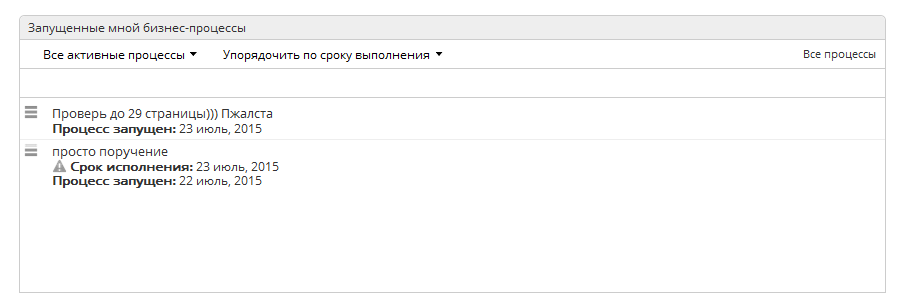 Запущенные мной бизнес-процессы
Все активные процессы Упорядочить по сроку выполнения Все процессы
Проверь до 29 страницы))) Пжалста
Процесс запущен: 23 июль, 2015
просто поручение
Срок исполнения: 23 июль, 2015
Процесс запущен: 22 июль, 2015